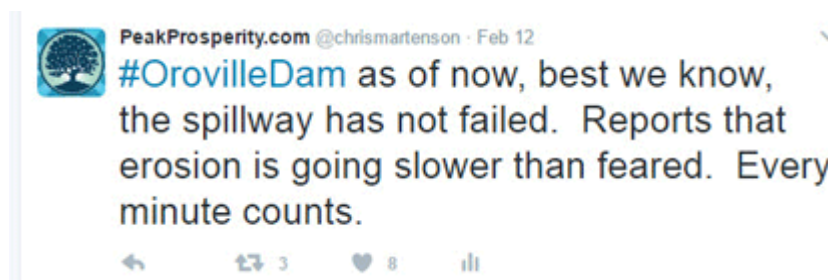 PeakProsperity.com @chrismartenson · Feb 12
#OrovilleDam as of now, best we know,
the spillway has not failed.  Reports that
erosion is going slower than feared.  Every
minute counts.
3 8